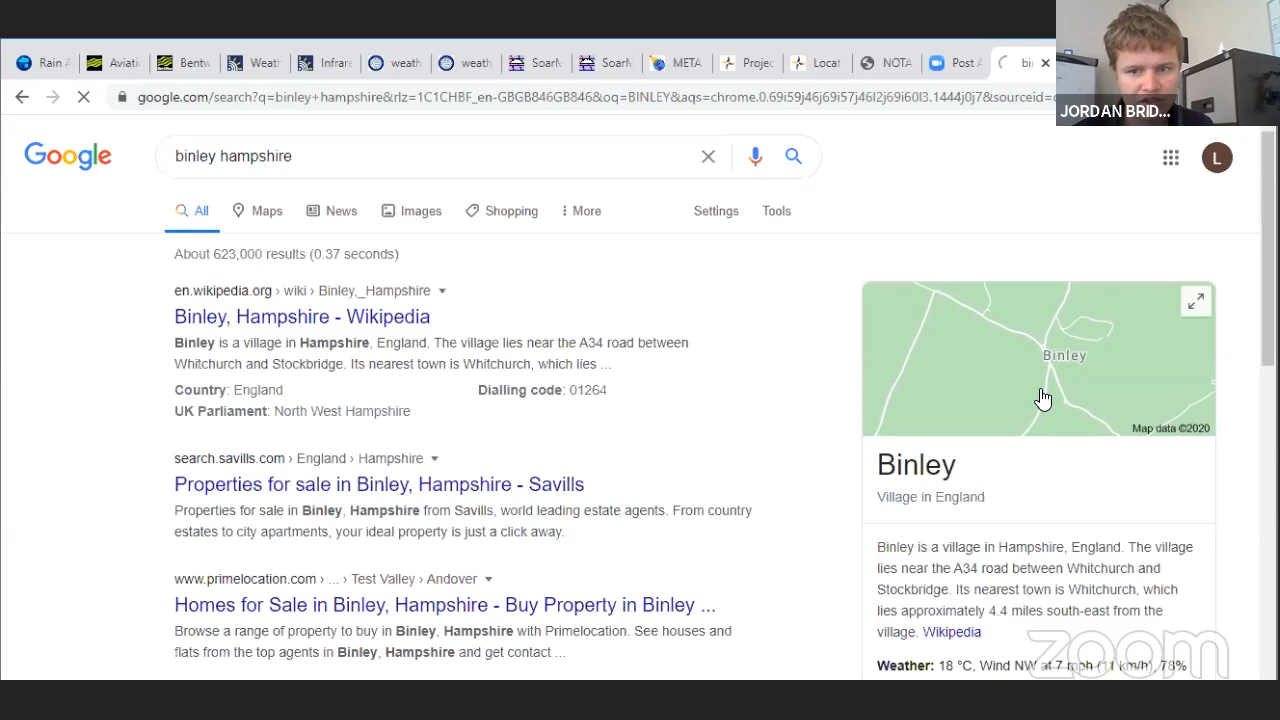 Rain A
Aviatic
Bentw
Weath
Infrare
weath
weath
SoarM
SoarM
META
Projec
Locat
NOTA
Post A
bi
JORDAN BRID...
google.com/search?q=binley+hampshire&rlz=1C1CHBF_en-GBGB846GB846&oq=BINLEY&aqs=chrome.0.69i59j46j69i57j46l2j69i60l3.1444j0j7&sourceid=c
Google
binley hampshire
L
All
Maps
News
Images
Shopping
More
Settings
Tools
About 623,000 results (0.37 seconds)
en.wikipedia.org › wiki › Binley,_Hampshire
Binley, Hampshire - Wikipedia
Binley is a village in Hampshire, England. The village lies near the A34 road between
Whitchurch and Stockbridge. Its nearest town is Whitchurch, which lies ...
Country: England
Dialling code: 01264
UK Parliament: North West Hampshire
search.savills.com › England › Hampshire
Properties for sale in Binley, Hampshire - Savills
Properties for sale in Binley, Hampshire from Savills, world leading estate agents. From country
estates to city apartments, your ideal property is just a click away.
www.primelocation.com › ... › Test Valley › Andover
Homes for Sale in Binley, Hampshire - Buy Property in Binley ...
Browse a range of property to buy in Binley, Hampshire with Primelocation. See houses and
flats from the top agents in Binley, Hampshire and get contact ...
Binley
Map data ©2020
Binley
Village in England
Binley is a village in Hampshire, England. The village
lies near the A34 road between Whitchurch and
Stockbridge. Its nearest town is Whitchurch, which
lies approximately 4.4 miles south-east from the
village. Wikipedia
Weather: 18 °C, Wind NW at 7 mph (11 km/h), 78%
zoom